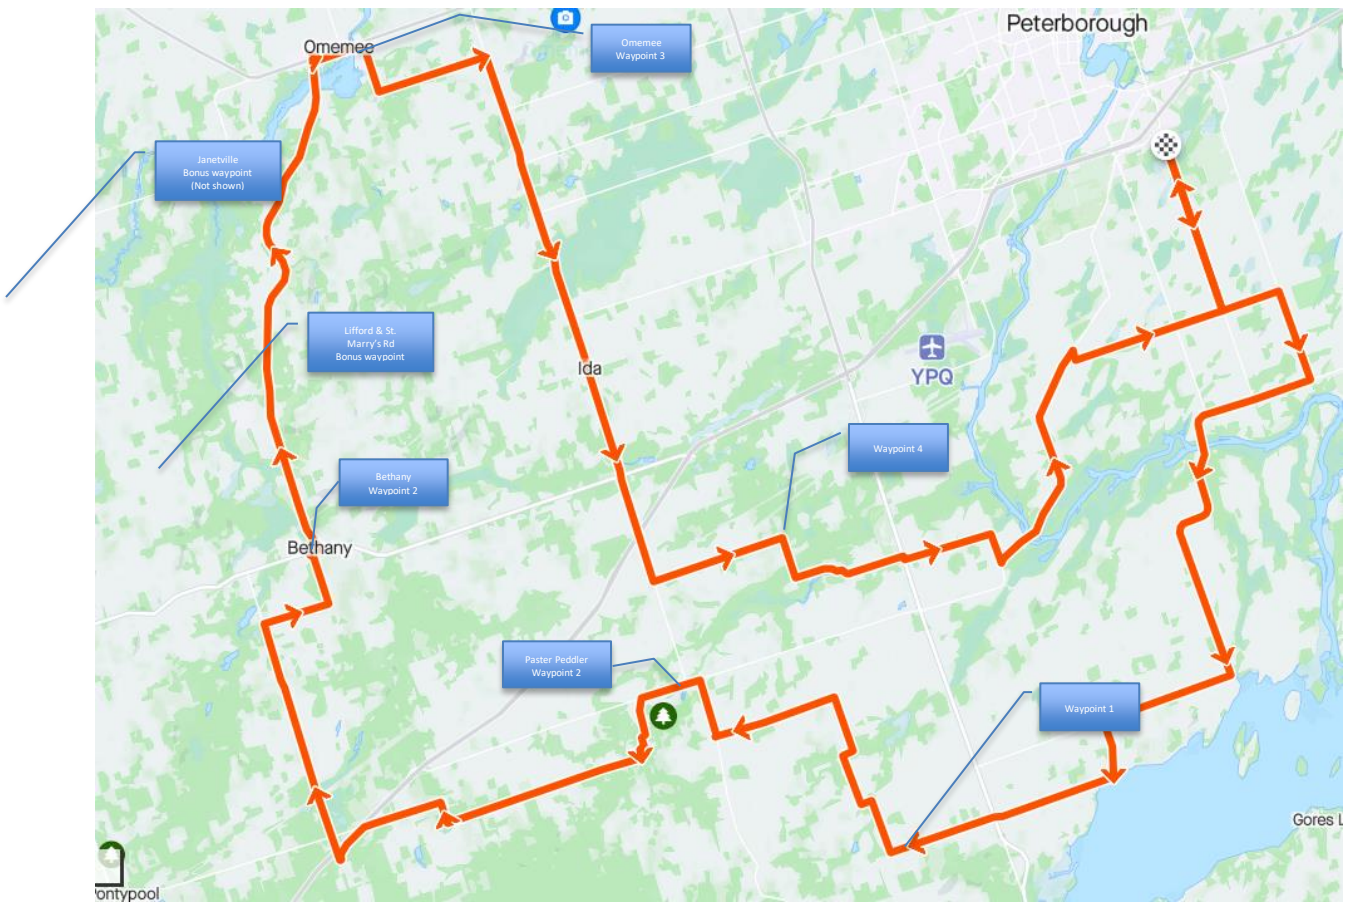 Peterborough
Omemee
Omemee
Waypoint 3
Janetville
Bonus waypoint
(Not shown)
Lifford & St.
Marry's Rd
Bonus waypoint
Ida
YPQ
Waypoint 4
Bethany
Waypoint 2
Bethany
Paster Peddler
Waypoint 2
Waypoint 1
Gores L
ontypool